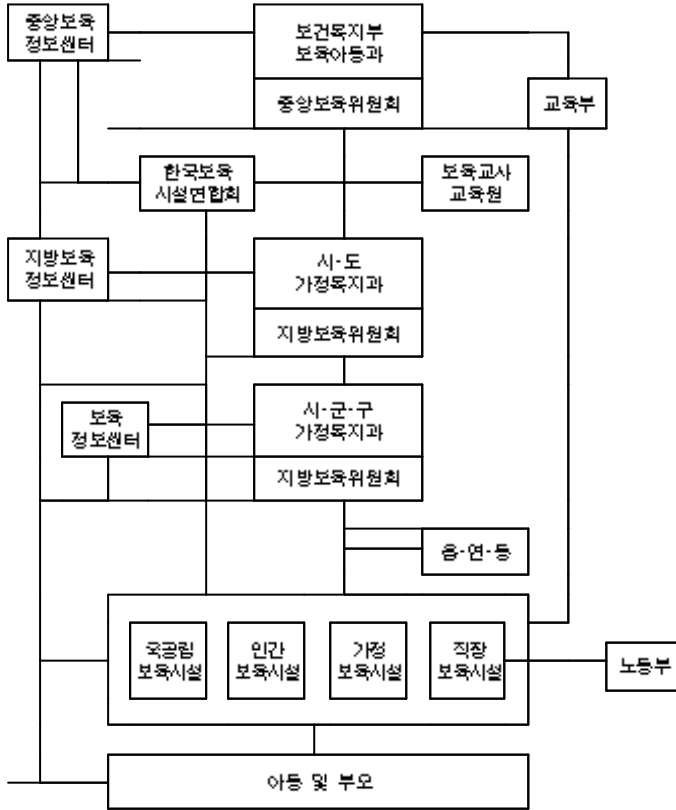 중앙보육
정보센터
보건복지부
보육아동과
중앙보육위원회
교육부
한국보육
시설연합회
보육교사
교육원
지방보육
정보센터
시·도
가정복지과
지방보육위원회
보육
정보센터
시·군·구
가정복지과
지방보육위원회
읍·면·동
국공립
보육시설
민간
보육시설
가정
보육시설
직장
보육시설
노동부
아동 및 부모